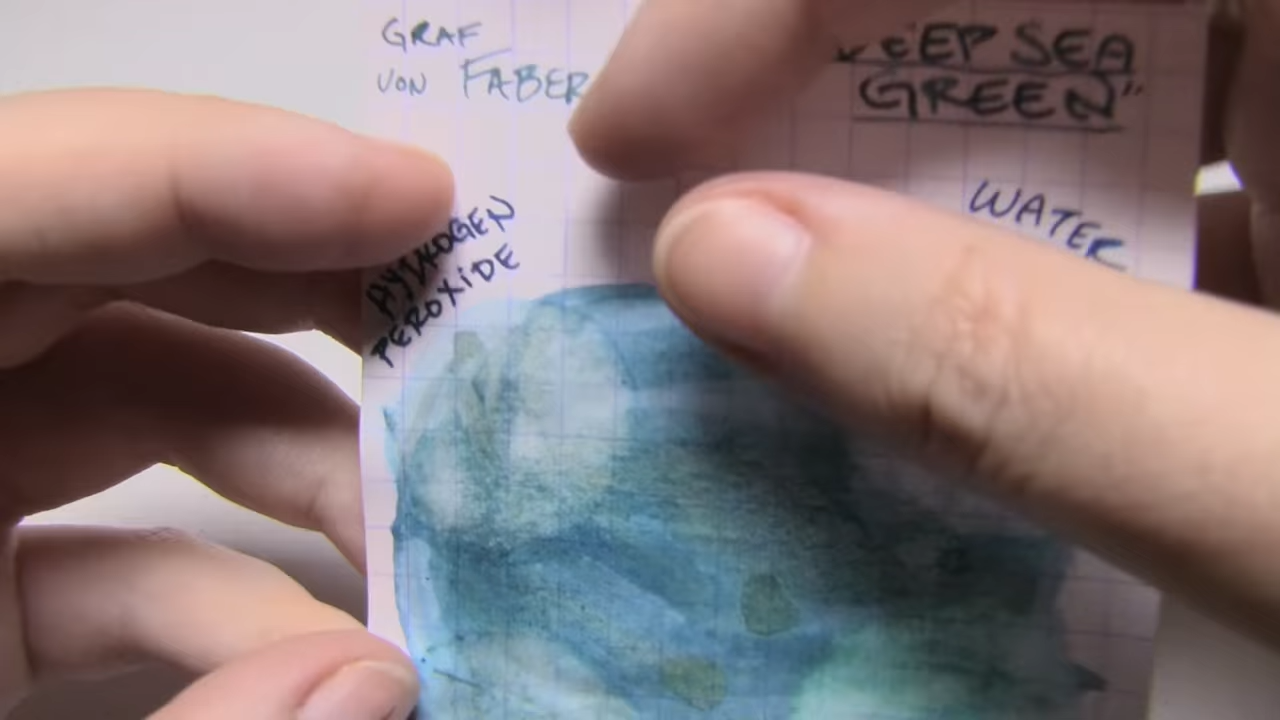 GRAF
VON FABER
EEP SEA
GREEN"
WATER
HYDROGEN
PEROXIDE